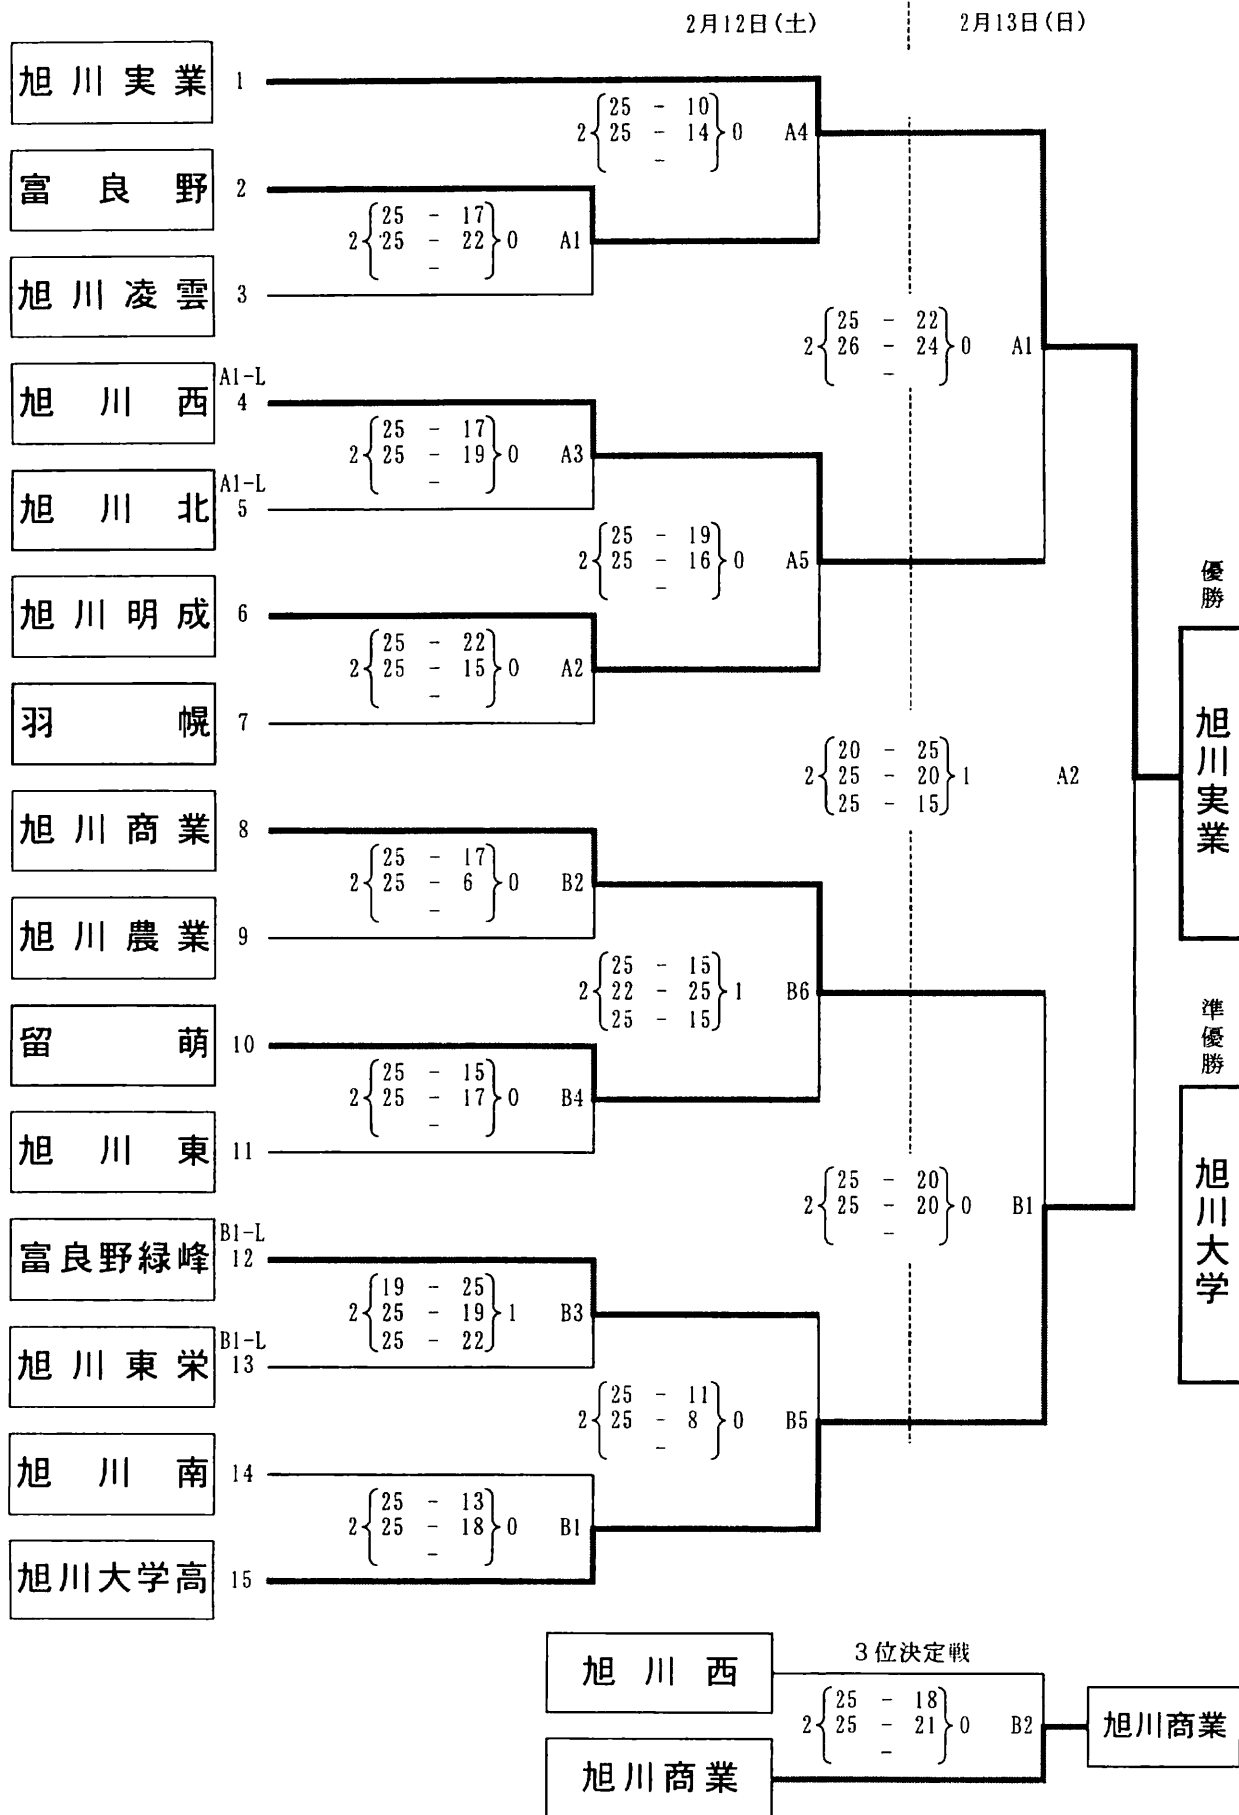 2月12日(土) 2月13日(日)
旭川実業 1
2 25 - 10 0 A4
25 - 14
-
富良野 2
2 25 - 17 0 A1
25 - 22
-
旭川凌雲 3
2 25 - 22 0 A1
26 - 24
-
旭川西 A1-L 4
2 25 - 17 0 A3
25 - 19
-
旭川北 A1-L 5
2 25 - 19 0 A5
25 - 16
-
旭川明成 6
2 25 - 22 0 A2
25 - 15
-
羽幌 7
2 20 - 25 1 A2
25 - 20
25 - 15
優勝
旭川実業
旭川商業 8
2 25 - 17 0 B2
25 - 6
-
旭川農業 9
2 25 - 15 1 B6
22 - 25
25 - 15
準優勝
旭川大学
留萌 10
2 25 - 15 0 B4
25 - 17
-
旭川東 11
2 25 - 20 0 B1
25 - 20
-
富良野緑峰 B1-L 12
2 19 - 25 1 B3
25 - 19
25 - 22
旭川東栄 B1-L 13
2 25 - 11 0 B5
25 - 8
-
旭川南 14
2 25 - 13 0 B1
25 - 18
-
旭川大学高 15
3位決定戦
旭川西
2 25 - 18 0 B2
25 - 21
-
旭川商業
旭川商業